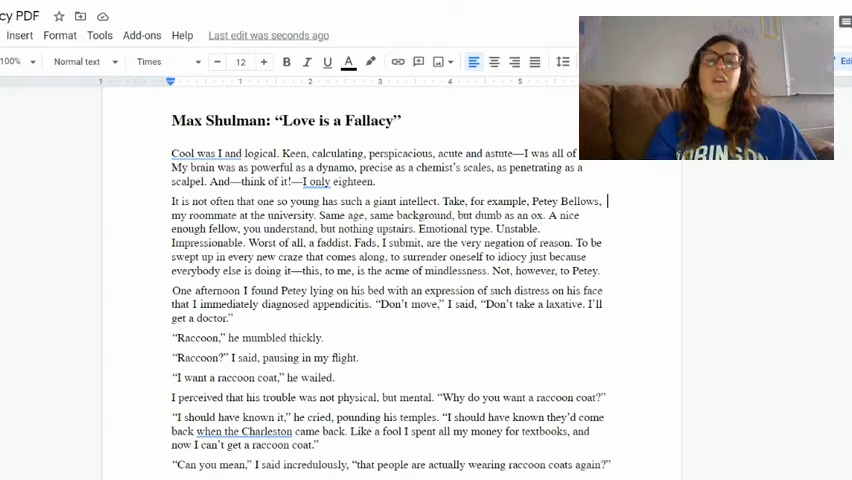 cy PDF
Insert Format Tools Add-ons Help Last edit was seconds ago
100% Normal text Times 12 B I U A Edi
1 1 2 3 4 5
Max Shulman: “Love is a Fallacy”
Cool was I and logical. Keen, calculating, perspicacious, acute and astute—I was all of
My brain was as powerful as a dynamo, precise as a chemist’s scales, as penetrating as a
scalpel. And—think of it!—I only eighteen.
It is not often that one so young has such a giant intellect. Take, for example, Petey Bellows,
my roommate at the university. Same age, same background, but dumb as an ox. A nice
enough fellow, you understand, but nothing upstairs. Emotional type. Unstable.
Impressionable. Worst of all, a faddist. Fads, I submit, are the very negation of reason. To be
swept up in every new craze that comes along, to surrender oneself to idiocy just because
everybody else is doing it—this, to me, is the acme of mindlessness. Not, however, to Petey.
One afternoon I found Petey lying on his bed with an expression of such distress on his face
that I immediately diagnosed appendicitis. “Don’t move,” I said, “Don’t take a laxative. I’ll
get a doctor.”
“Raccoon,” he mumbled thickly.
“Raccoon?” I said, pausing in my flight.
“I want a raccoon coat,” he wailed.
I perceived that his trouble was not physical, but mental. “Why do you want a raccoon coat?”
“I should have known it,” he cried, pounding his temples. “I should have known they’d come
back when the Charleston came back. Like a fool I spent all my money for textbooks, and
now I can’t get a raccoon coat.”
“Can you mean,” I said incredulously, “that people are actually wearing raccoon coats again?”